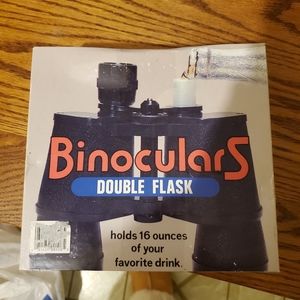 BinocularS
DOUBLE FLASK
holds 16 ounces
of your
favorite drink.